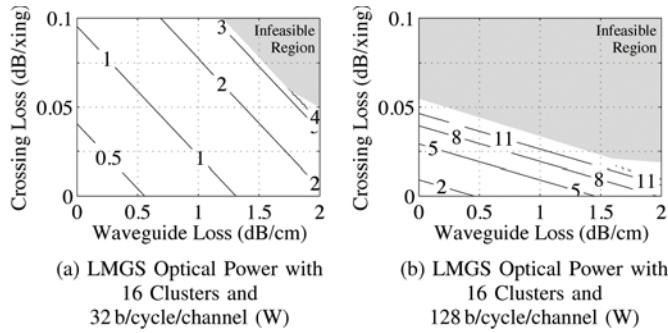 0.1
0.05
0
Crossing Loss (dB/xing)
Infeasible
Region
3
1
2
2
4
3
0.5
1
2
0
0.5
1
1.5
2
Waveguide Loss (dB/cm)
(a) LMGS Optical Power with
16 Clusters and
32 b/cycle/channel (W)
0.1
0.05
0
Crossing Loss (dB/xing)
Infeasible
Region
11
8
5
11
8
2
5
0
0.5
1
1.5
2
Waveguide Loss (dB/cm)
(b) LMGS Optical Power with
16 Clusters and
128 b/cycle/channel (W)